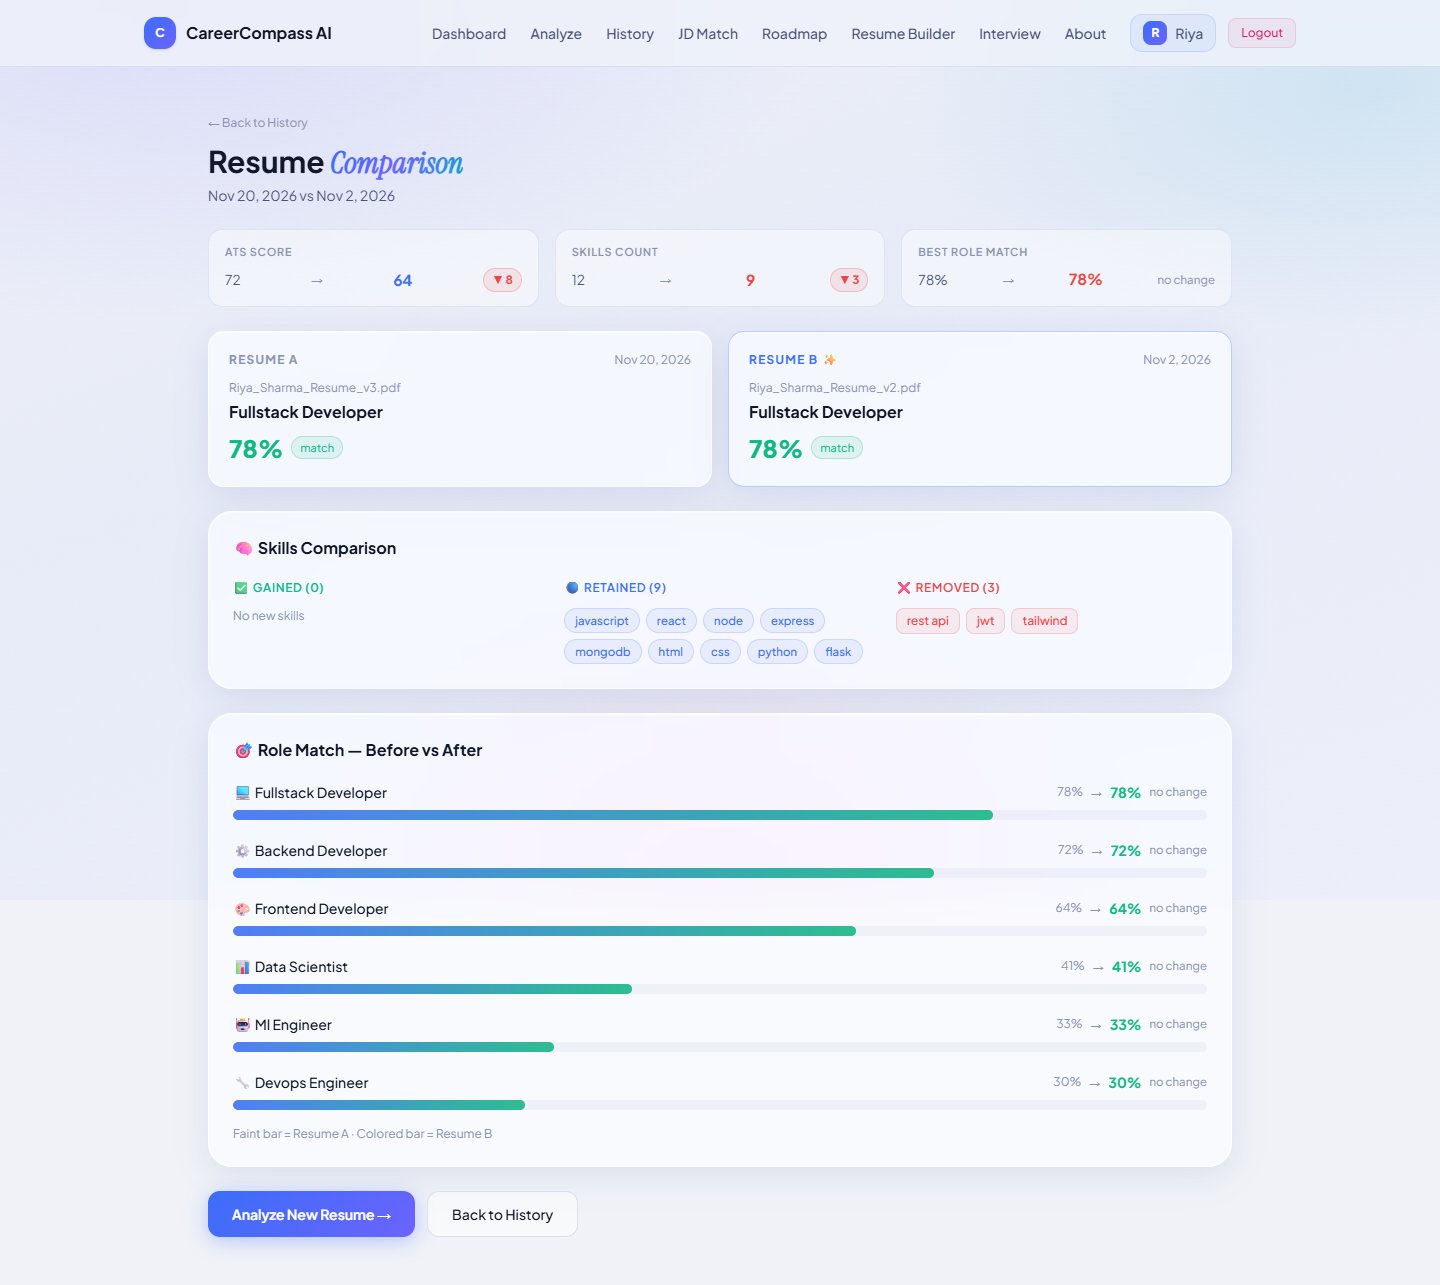 C CareerCompass AI Dashboard Analyze History JD Match Roadmap Resume Builder Interview About R Riya Logout
← Back to History
Resume Comparison
Nov 20, 2026 vs Nov 2, 2026
ATS SCORE
72 → 64 ▼ 8
SKILLS COUNT
12 → 9 ▼ 3
BEST ROLE MATCH
78% → 78% no change
RESUME A Nov 20, 2026
Riya_Sharma_Resume_v3.pdf
Fullstack Developer
78% match
RESUME B ✨ Nov 2, 2026
Riya_Sharma_Resume_v2.pdf
Fullstack Developer
78% match
🧠 Skills Comparison
✅ GAINED (0)
No new skills
🔵 RETAINED (9)
javascript react node express
mongodb html css python flask
❌ REMOVED (3)
rest api jwt tailwind
🎯 Role Match — Before vs After
💻 Fullstack Developer 78% → 78% no change
⚙️ Backend Developer 72% → 72% no change
🎨 Frontend Developer 64% → 64% no change
📊 Data Scientist 41% → 41% no change
🤖 Ml Engineer 33% → 33% no change
🔧 Devops Engineer 30% → 30% no change
Faint bar = Resume A · Colored bar = Resume B
Analyze New Resume → Back to History